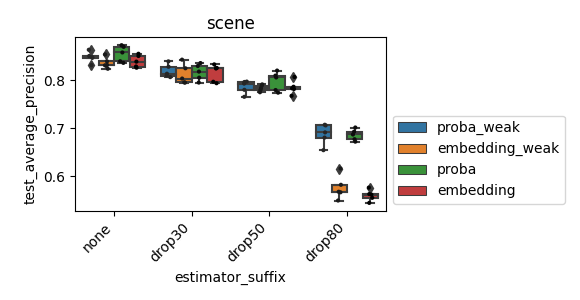 scene
test_average_precision
0.8
0.7
0.6
none
drop30
drop50
drop80
estimator_suffix
proba_weak
embedding_weak
proba
embedding